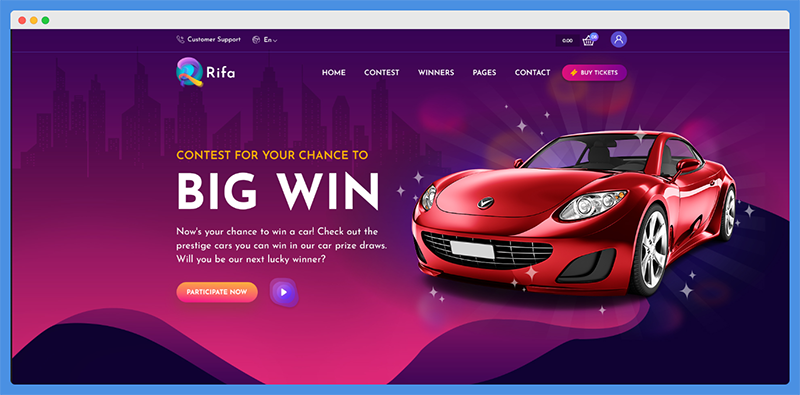 Customer Support
En
0.00
Rifa
HOME CONTEST WINNERS PAGES CONTACT BUY TICKETS
CONTEST FOR YOUR CHANCE TO
BIG WIN
Now's your chance to win a car! Check out the
prestige cars you can win in our car prize draws.
Will you be our next lucky winner?
PARTICIPATE NOW